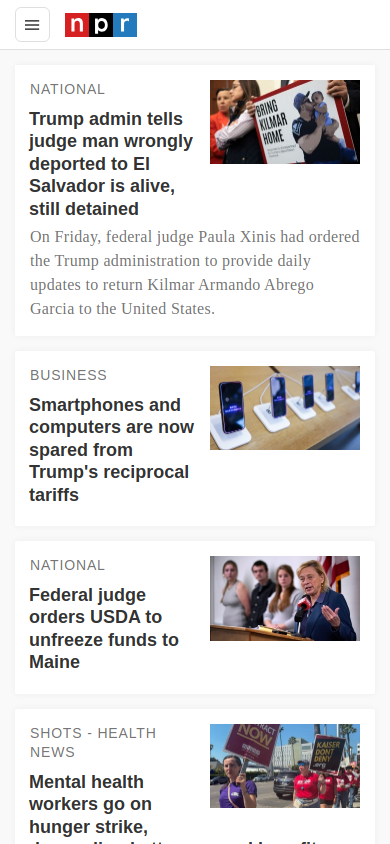 npr
NATIONAL
Trump admin tells
judge man wrongly
deported to El
Salvador is alive,
still detained
BRING
KILMAR
HOME
On Friday, federal judge Paula Xinis had ordered
the Trump administration to provide daily
updates to return Kilmar Armando Abrego
Garcia to the United States.
BUSINESS
Smartphones and
computers are now
spared from
Trump's reciprocal
tariffs
NATIONAL
Federal judge
orders USDA to
unfreeze funds to
Maine
SHOTS - HEALTH
NEWS
Mental health
workers go on
hunger strike,
NOW
KAISER
DON'T
DENY